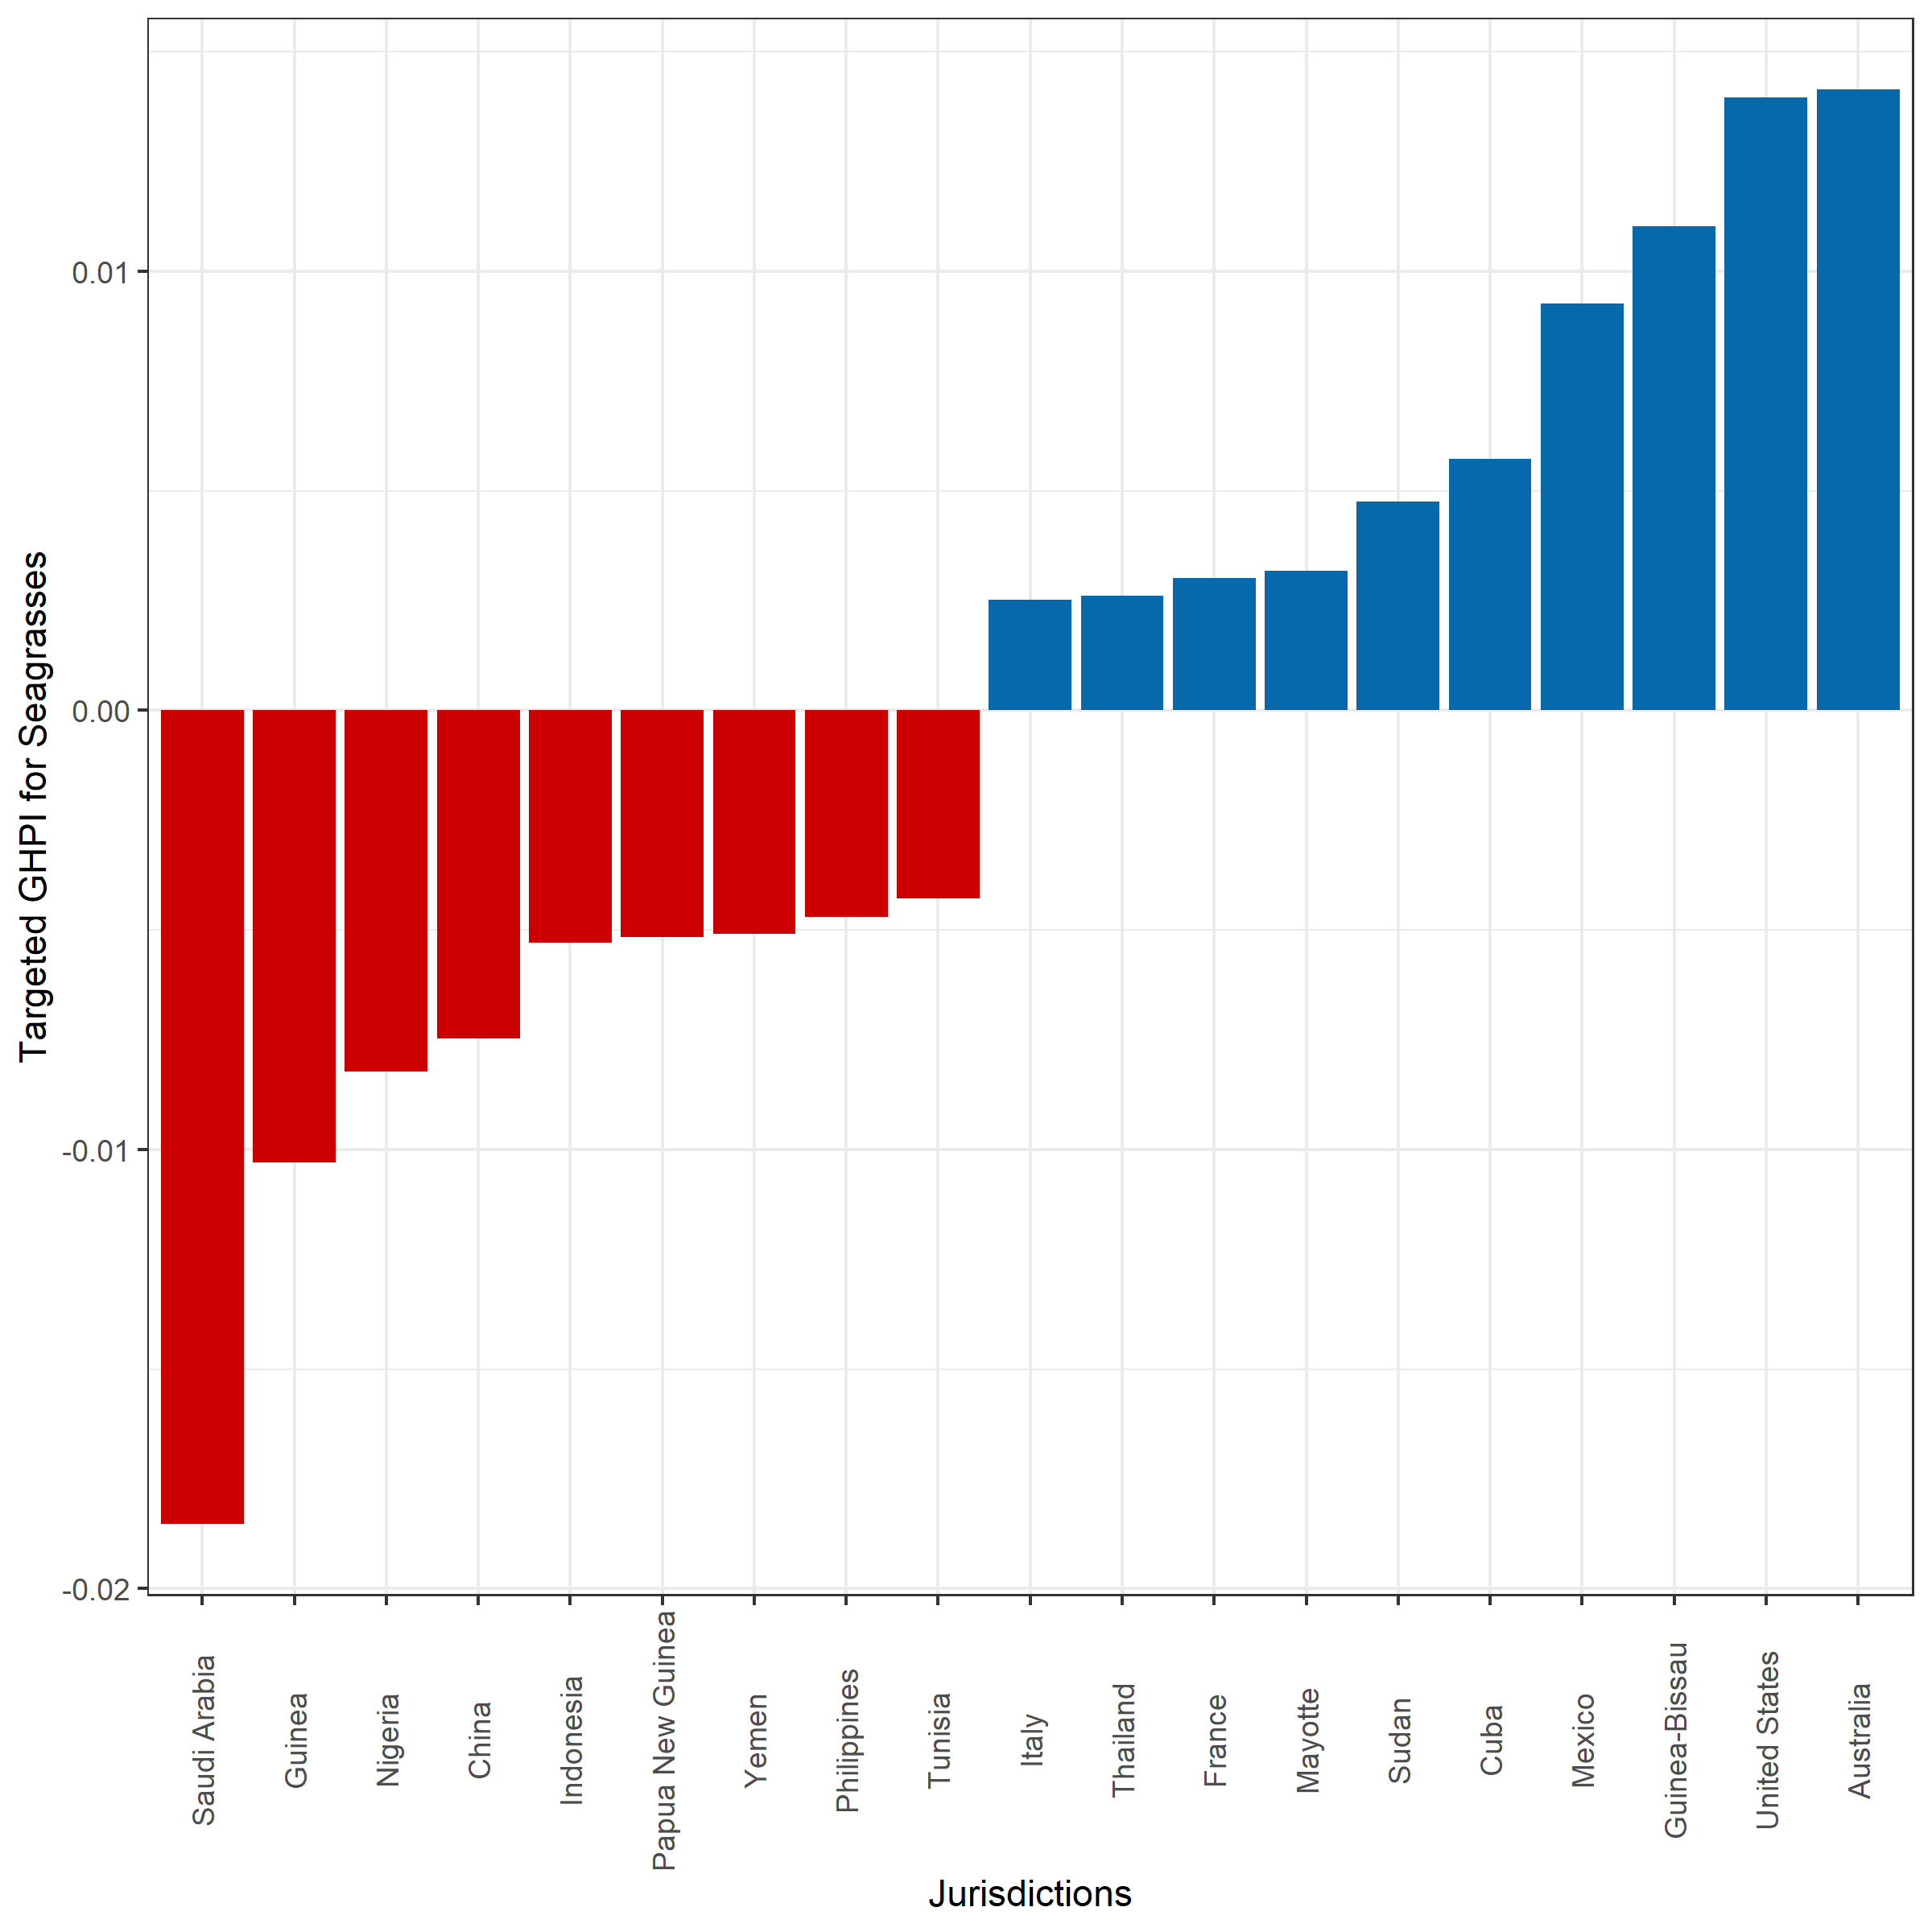 Targeted GHPI for Seagrasses
0.01
0.00
-0.01
-0.02
Saudi Arabia
Guinea
Nigeria
China
Indonesia
Papua New Guinea
Yemen
Philippines
Tunisia
Italy
Thailand
France
Mayotte
Sudan
Cuba
Mexico
Guinea-Bissau
United States
Australia
Jurisdictions